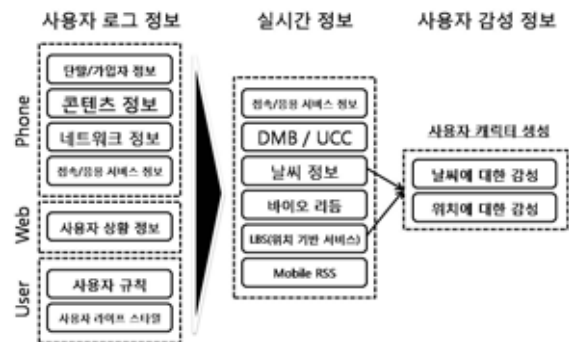 사용자 로그 정보
실시간 정보
사용자 감성 정보
Phone
단말/가입자 정보
콘텐츠 정보
네트워크 정보
접속/응용 서비스 정보
Web
사용자 상황 정보
User
사용자 규칙
사용자 라이프 스타일
접속/응용 서비스 정보
DMB / UCC
날씨 정보
바이오 리듬
LBS(위치 기반 서비스)
Mobile RSS
사용자 캐릭터 생성
날씨에 대한 감성
위치에 대한 감성